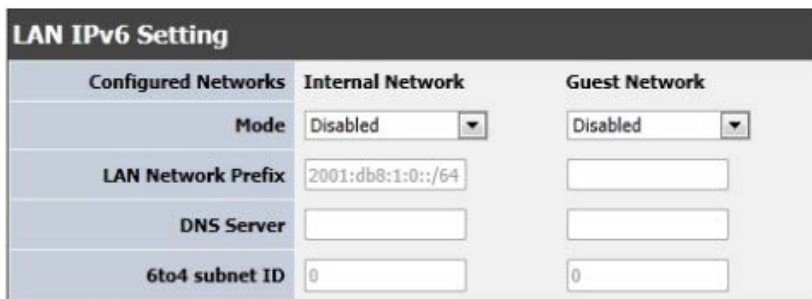 LAN IPv6 Setting
Configured Networks Internal Network Guest Network
Mode Disabled Disabled
LAN Network Prefix 2001:db8:1:0::/64
DNS Server
6to4 subnet ID 0 0